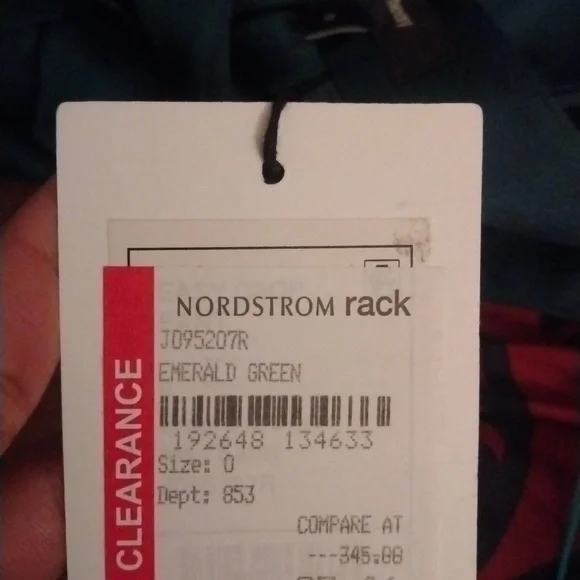 NORDSTROM rack
J095207R
EMERALD GREEN
192648 134633
Size: 0
Dept: 853
COMPARE AT
---345.00
CLEARANCE